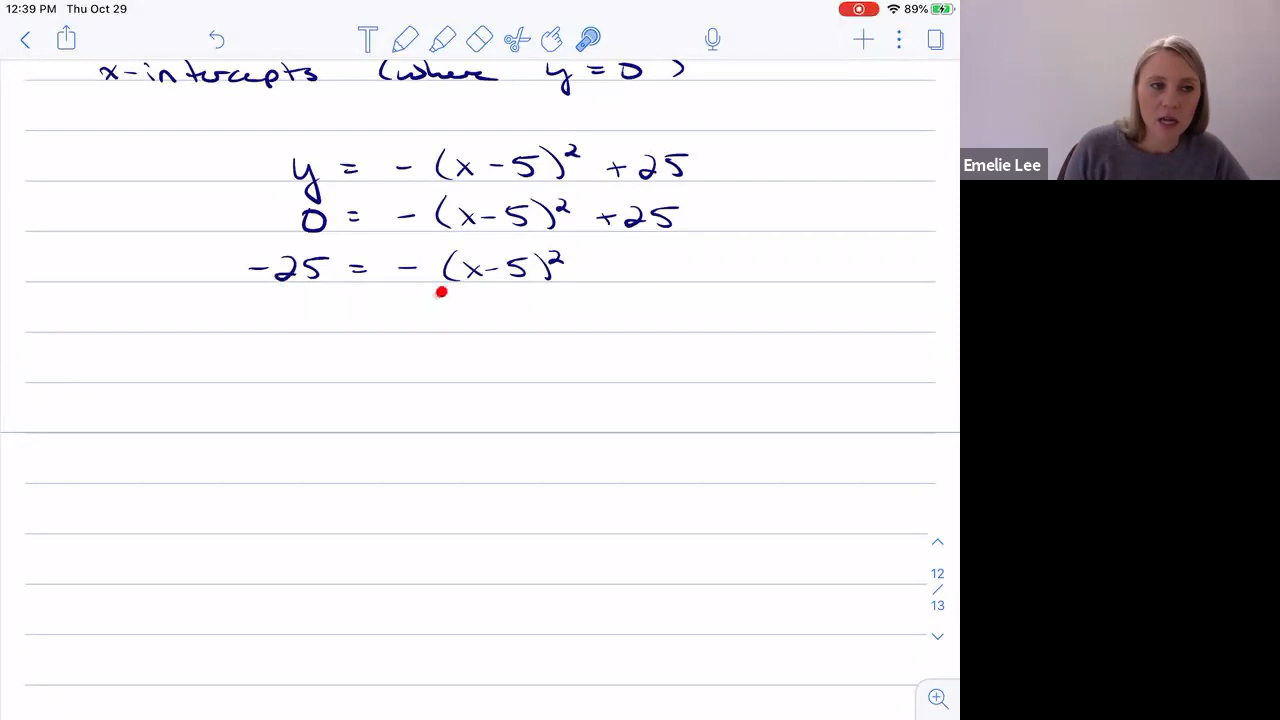 12:39 PM Thu Oct 29
89%
T
x-intercepts (where y = 0)
y = - (x - 5)² + 25
0 = - (x - 5)² + 25
-25 = - (x - 5)²
Emelie Lee
12
/
13